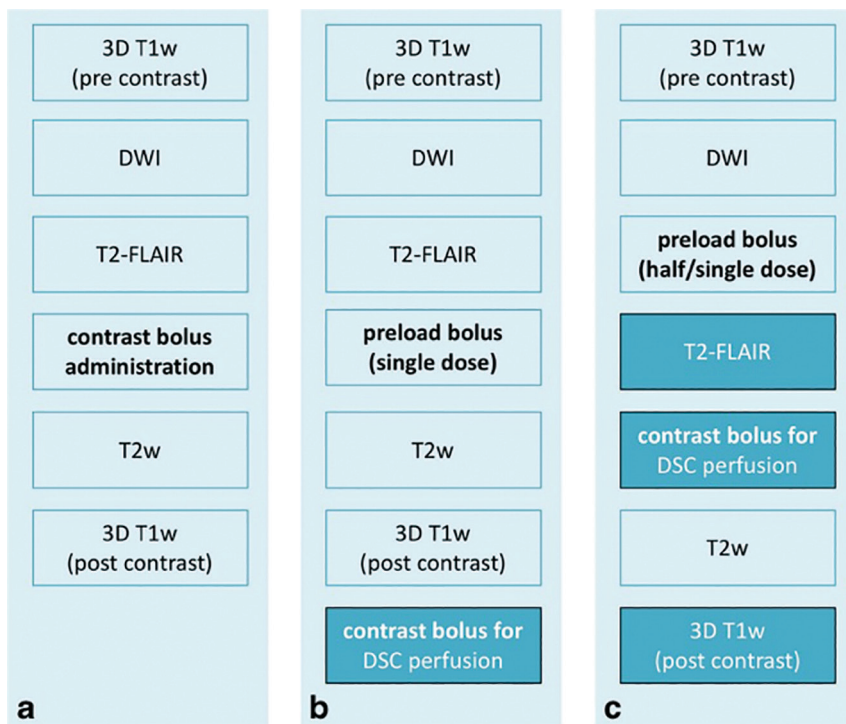 3D T1w
(pre contrast)
DWI
T2-FLAIR
contrast bolus
administration
T2w
3D T1w
(post contrast)
a
3D T1w
(pre contrast)
DWI
T2-FLAIR
preload bolus
(single dose)
T2w
3D T1w
(post contrast)
contrast bolus for
DSC perfusion
b
3D T1w
(pre contrast)
DWI
preload bolus
(half/single dose)
T2-FLAIR
contrast bolus for
DSC perfusion
T2w
3D T1w
(post contrast)
c